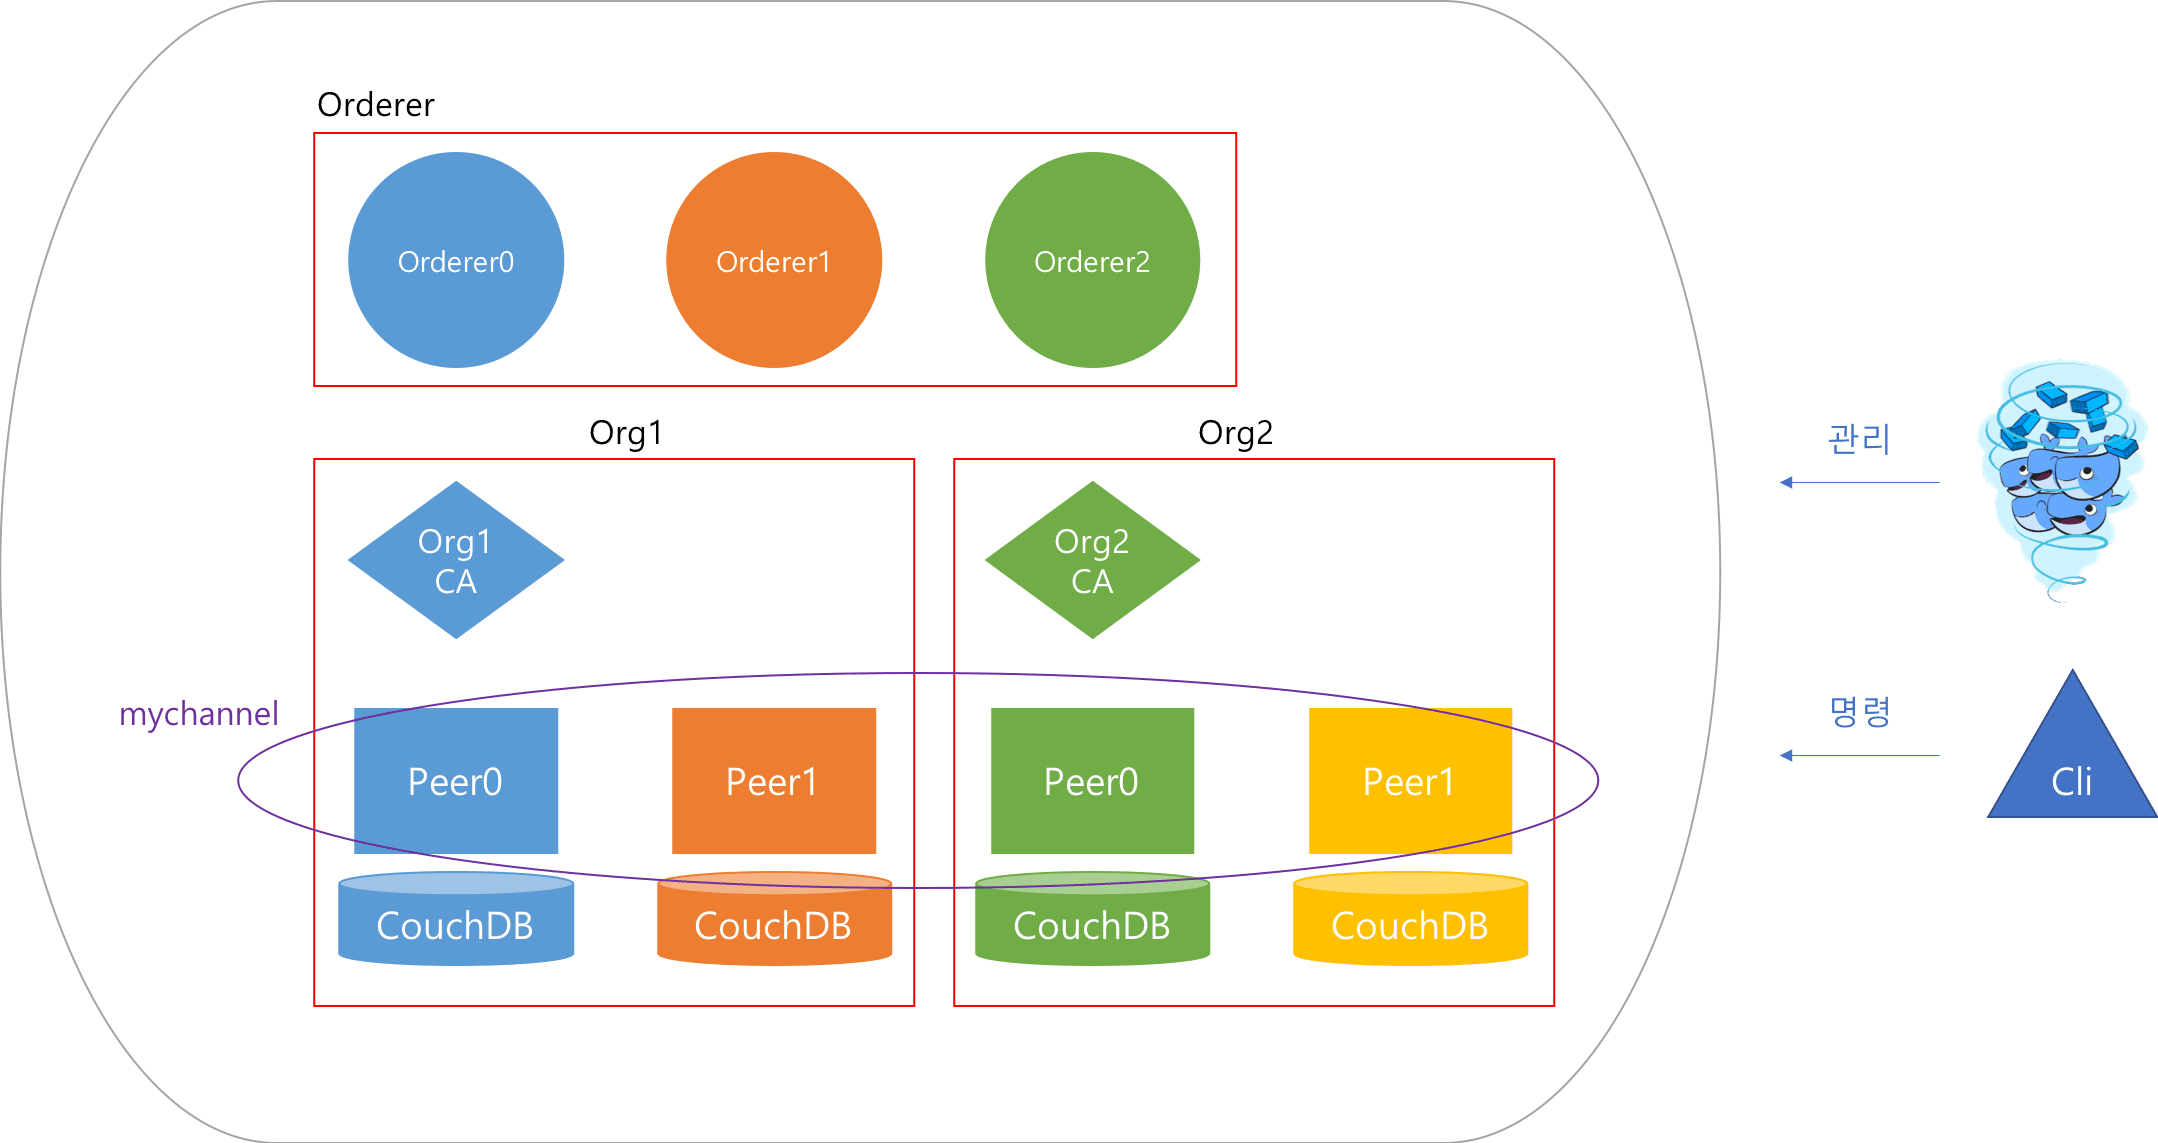 Orderer
Orderer0
Orderer1
Orderer2
Org1
Org2
관리
Org1
CA
Org2
CA
mychannel
명령
Peer0
Peer1
Peer0
Peer1
Cli
CouchDB
CouchDB
CouchDB
CouchDB